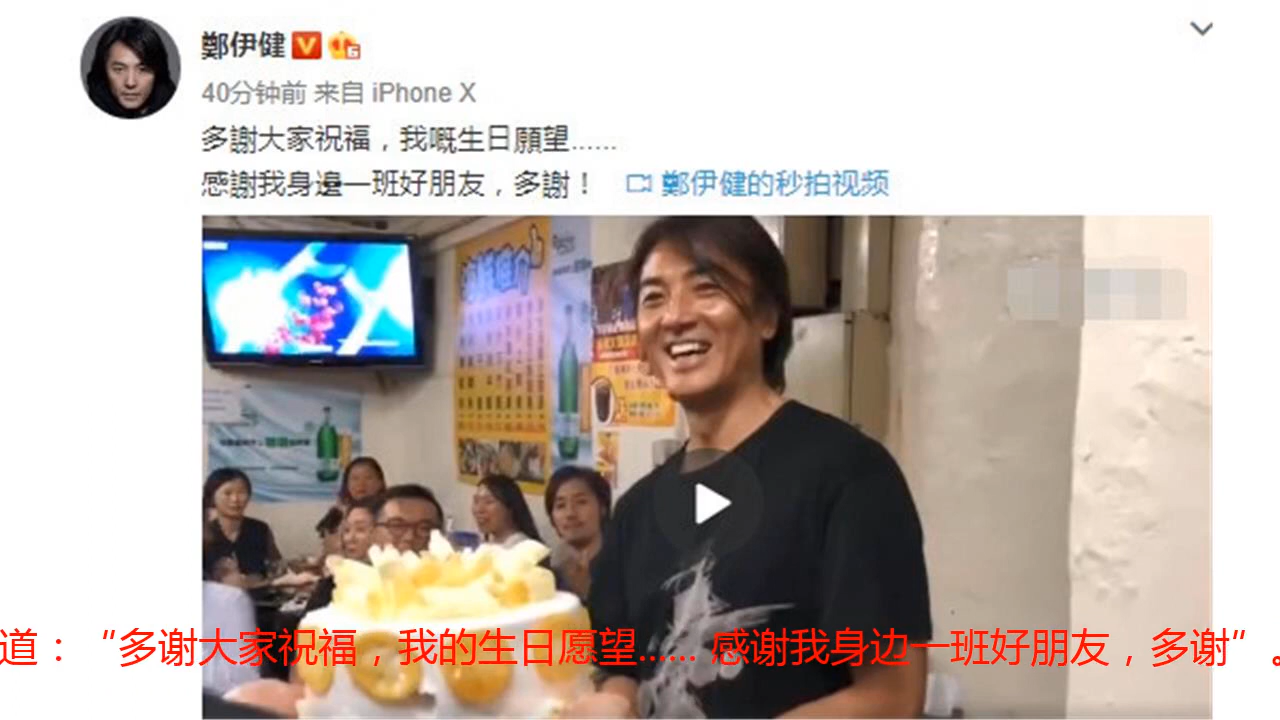 鄭伊健
40分钟前 来自 iPhone X
多謝大家祝福，我嘅生日願望......
感謝我身邊一班好朋友，多謝！ 鄭伊健的秒拍视频
道：“多谢大家祝福，我的生日愿望...... 感谢我身边一班好朋友，多谢”。